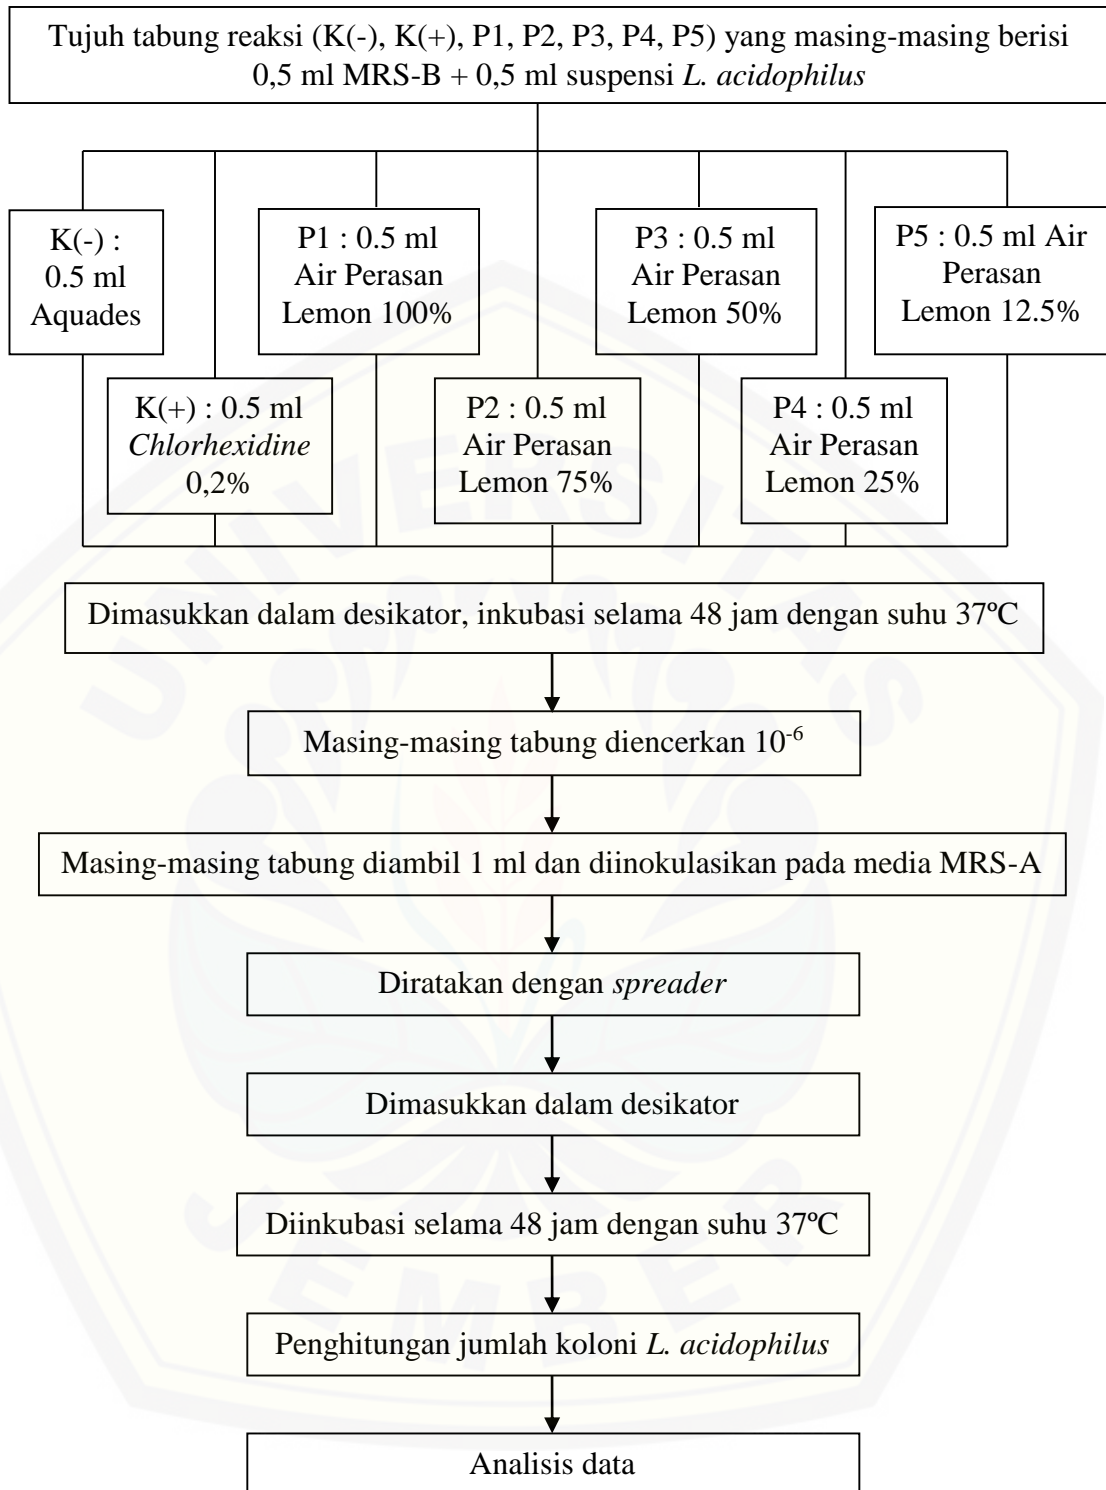 Tujuh tabung reaksi (K(-), K(+), P1, P2, P3, P4, P5) yang masing-masing berisi
0,5 ml MRS-B + 0,5 ml suspensi L. acidophilus
K(-) :
0.5 ml
Aquades
P1 : 0.5 ml
Air Perasan
Lemon 100%
P3 : 0.5 ml
Air Perasan
Lemon 50%
P5 : 0.5 ml Air
Perasan
Lemon 12.5%
K(+) : 0.5 ml
Chlorhexidine
0,2%
P2 : 0.5 ml
Air Perasan
Lemon 75%
P4 : 0.5 ml
Air Perasan
Lemon 25%
Dimasukkan dalam desikator, inkubasi selama 48 jam dengan suhu 37ºC
Masing-masing tabung diencerkan 10⁻⁶
Masing-masing tabung diambil 1 ml dan diinokulasikan pada media MRS-A
Diratakan dengan spreader
Dimasukkan dalam desikator
Diinkubasi selama 48 jam dengan suhu 37ºC
Penghitungan jumlah koloni L. acidophilus
Analisis data
UNIVERSITAS
JEMBER